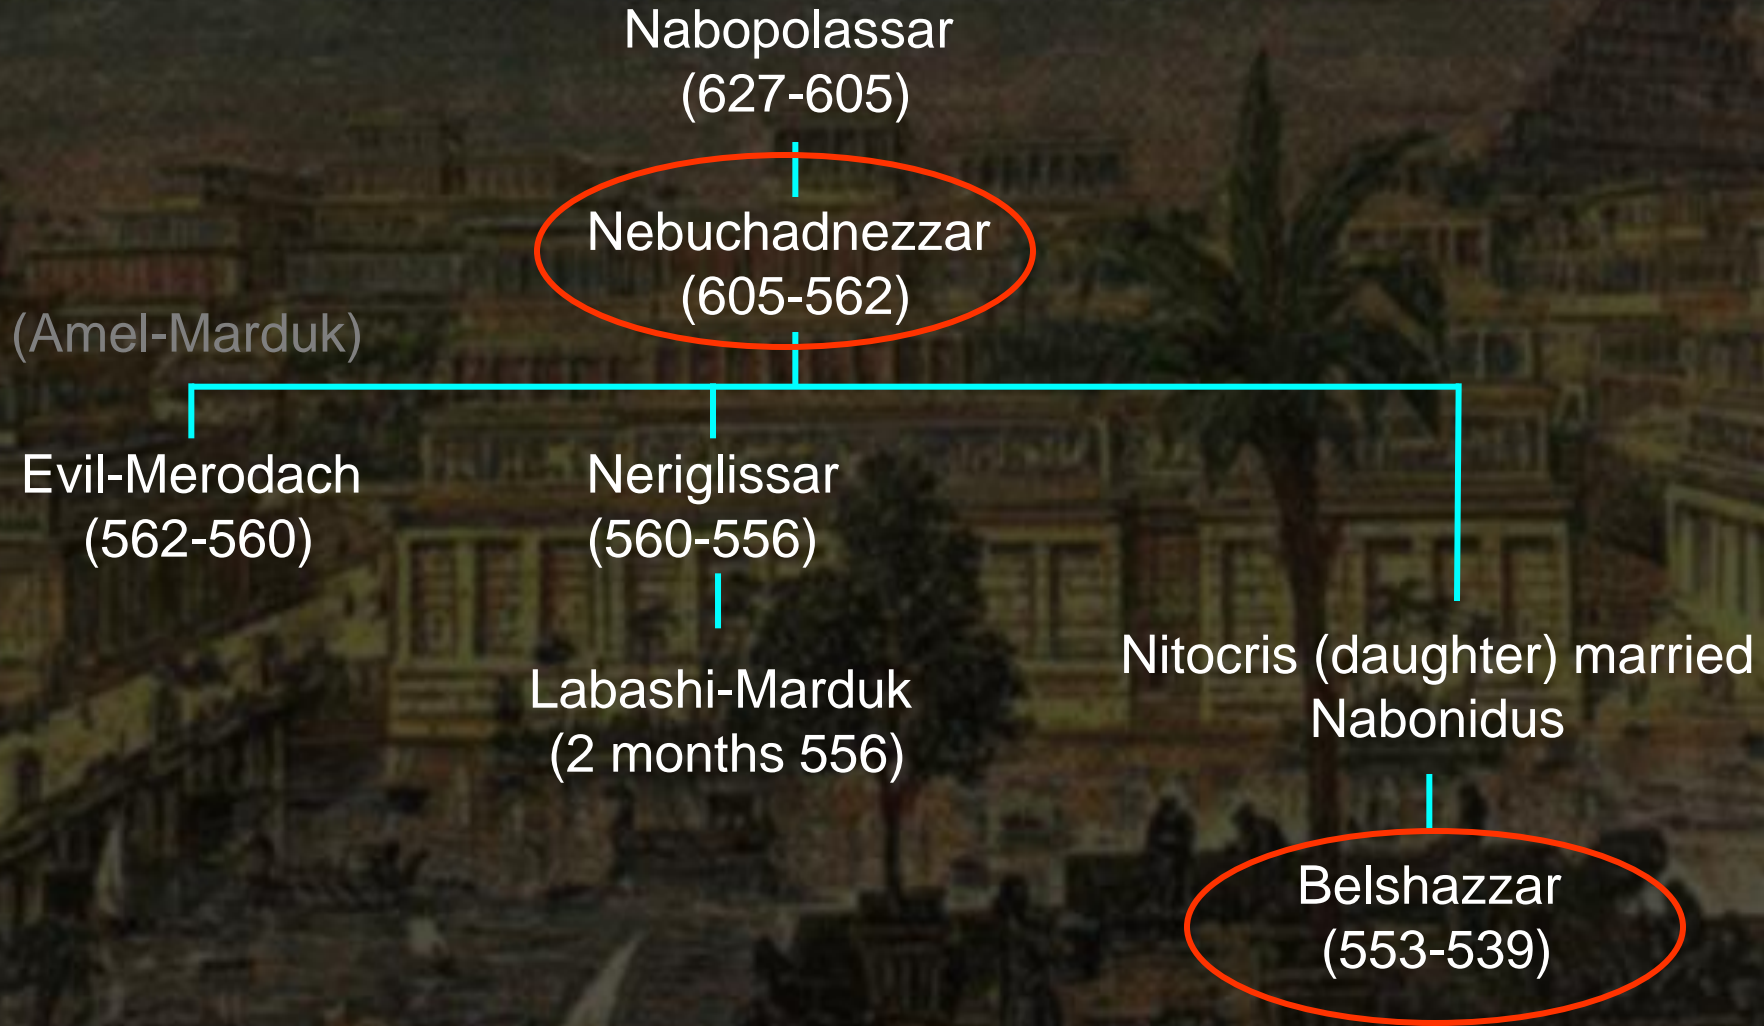 Nabopolassar
(627-605)
Nebuchadnezzar
(605-562)
(Amel-Marduk)
Evil-Merodach
(562-560)
Neriglissar
(560-556)
Labashi-Marduk
(2 months 556)
Nitocris (daughter) married
Nabonidus
Belshazzar
(553-539)